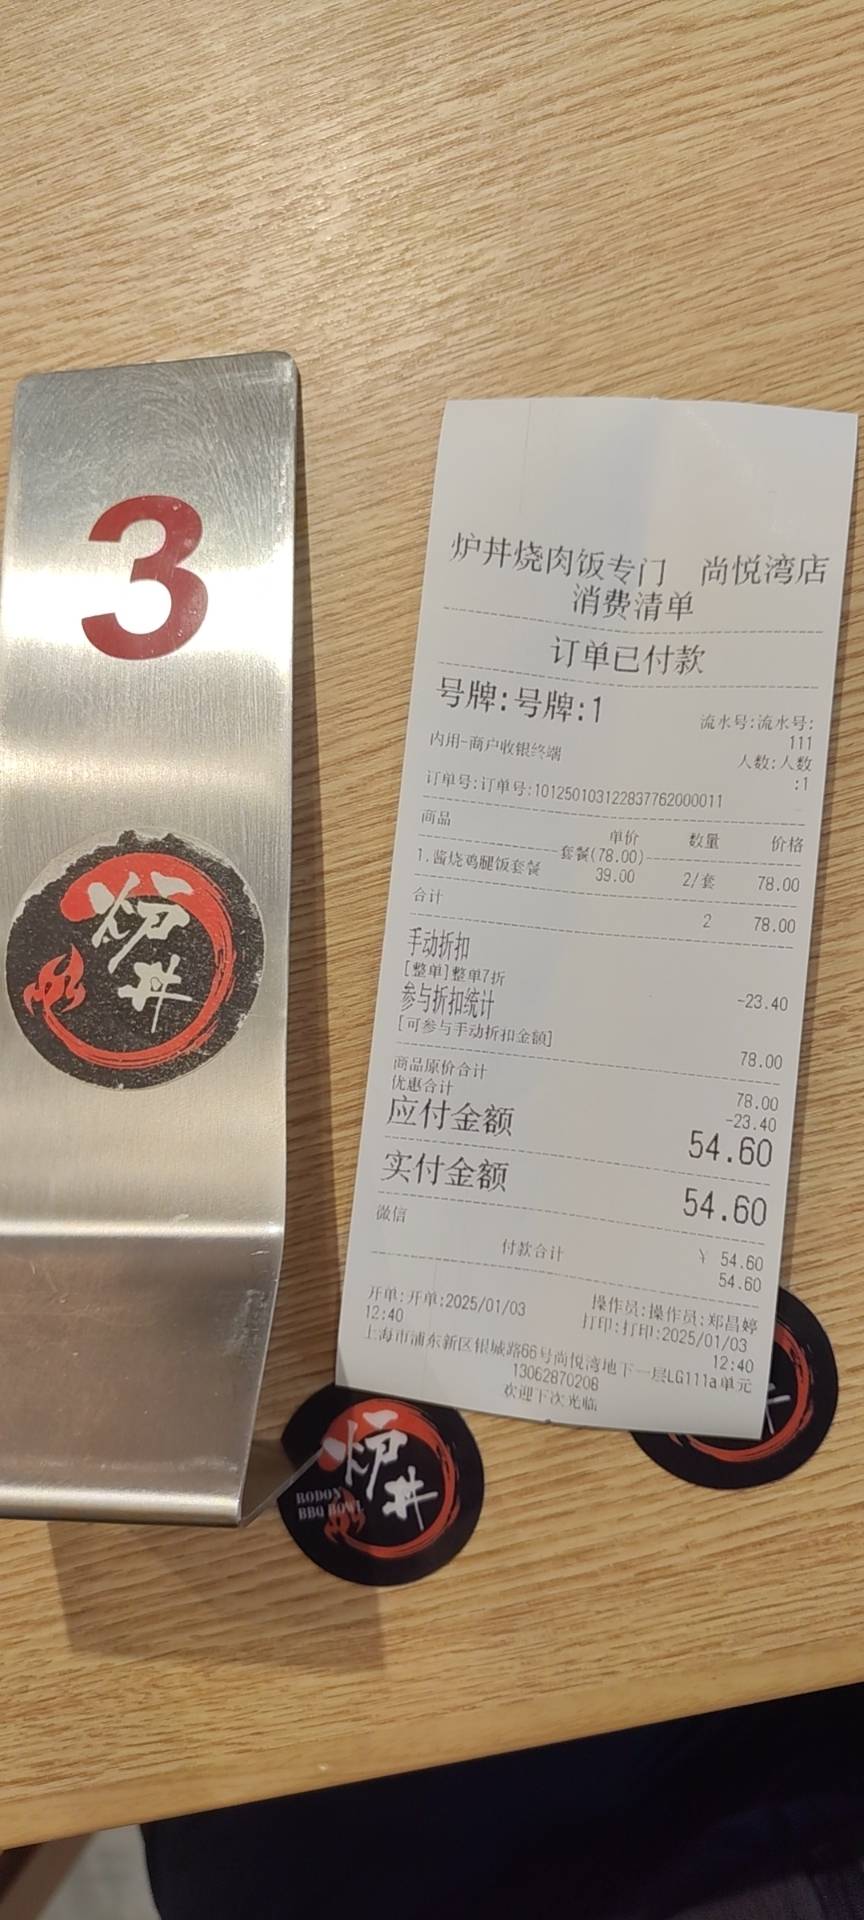 3
炉丼
炉丼烧肉饭专门 尚悦湾店
消费清单
订单已付款
号牌:号牌:1
流水号:流水号:
111
内用-商户收银终端
人数:人数
:1
订单号:订单号:101250103122837762000011
商品 单价 数量 价格
套餐(78.00)
1.酱烧鸡腿饭套餐 39.00 2/套 78.00
合计 2 78.00
手动折扣
[整单]整单7折 -23.40
参与折扣统计
[可参与手动折扣金额] 78.00
商品原价合计 78.00
优惠合计 -23.40
应付金额 54.60
实付金额 54.60
微信 ￥ 54.60
付款合计 54.60
开单:开单:2025/01/03
12:40
操作员:操作员:郑昌婷
打印:打印:2025/01/03
12:40
上海市浦东新区银城路66号尚悦湾地下一层LG111a单元
13062870208
欢迎下次光临
炉丼
RODON
BBQ BOWL